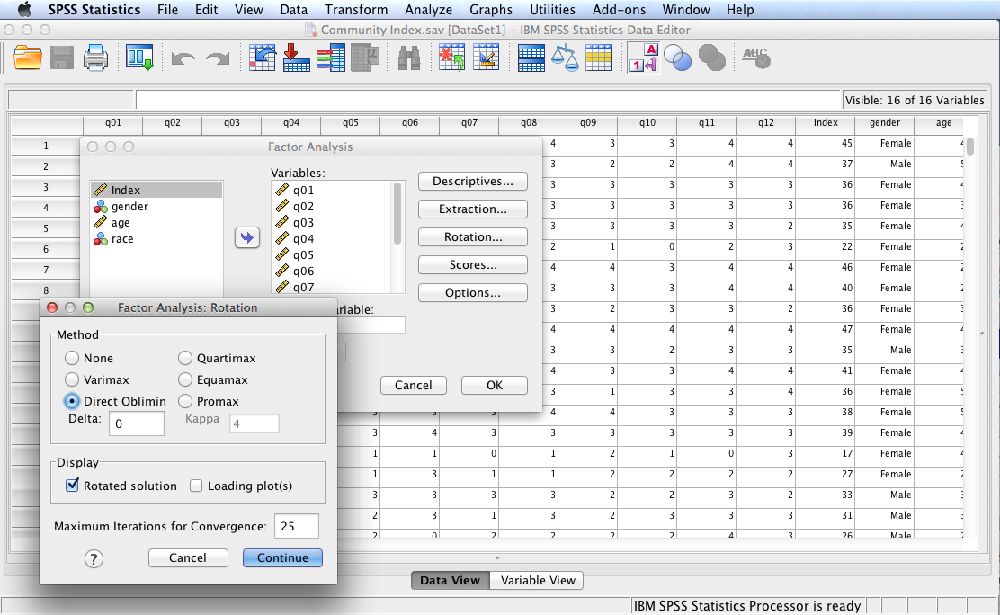 SPSS Statistics File Edit View Data Transform Analyze Graphs Utilities Add-ons Window Help
Community Index.sav [DataSet1] – IBM SPSS Statistics Data Editor
Visible: 16 of 16 Variables
q01 q02 q03 q04 q05 q06 q07 q08 q09 q10 q11 q12 Index gender age
1 4 3 3 4 4 45 Female
2 3 2 2 4 4 37 Male
3 3 3 3 3 3 36 Female
4 3 3 3 3 3 36 Female
5 3 3 3 3 2 35 Female
6 2 1 0 2 3 22 Female
7 4 4 3 4 4 46 Female
8 3 3 3 4 4 40 Female
3 2 3 3 2 36 Female
4 4 4 4 4 47 Female
3 3 2 3 3 35 Male
4 3 3 4 4 41 Female
3 1 3 3 4 36 Female
3 3 3 4 4 3 3 3 38 Female
3 4 3 3 3 3 3 3 39 Female
1 1 0 1 2 1 0 3 17 Female
1 3 1 1 2 2 2 2 27 Female
3 3 3 3 2 2 3 2 33 Male
2 3 1 3 2 3 3 3 31 Male
2 0 2 2 2 2 4 3 26 Male
Factor Analysis
Variables:
Index
gender
age
race
q01
q02
q03
q04
q05
q06
q07
Descriptives...
Extraction...
Rotation...
Scores...
Options...
Cancel OK
Factor Analysis: Rotation
Method
None Quartimax
Varimax Equamax
Direct Oblimin Promax
Delta: 0 Kappa 4
Display
Rotated solution Loading plot(s)
Maximum Iterations for Convergence: 25
? Cancel Continue
Data View Variable View
IBM SPSS Statistics Processor is ready